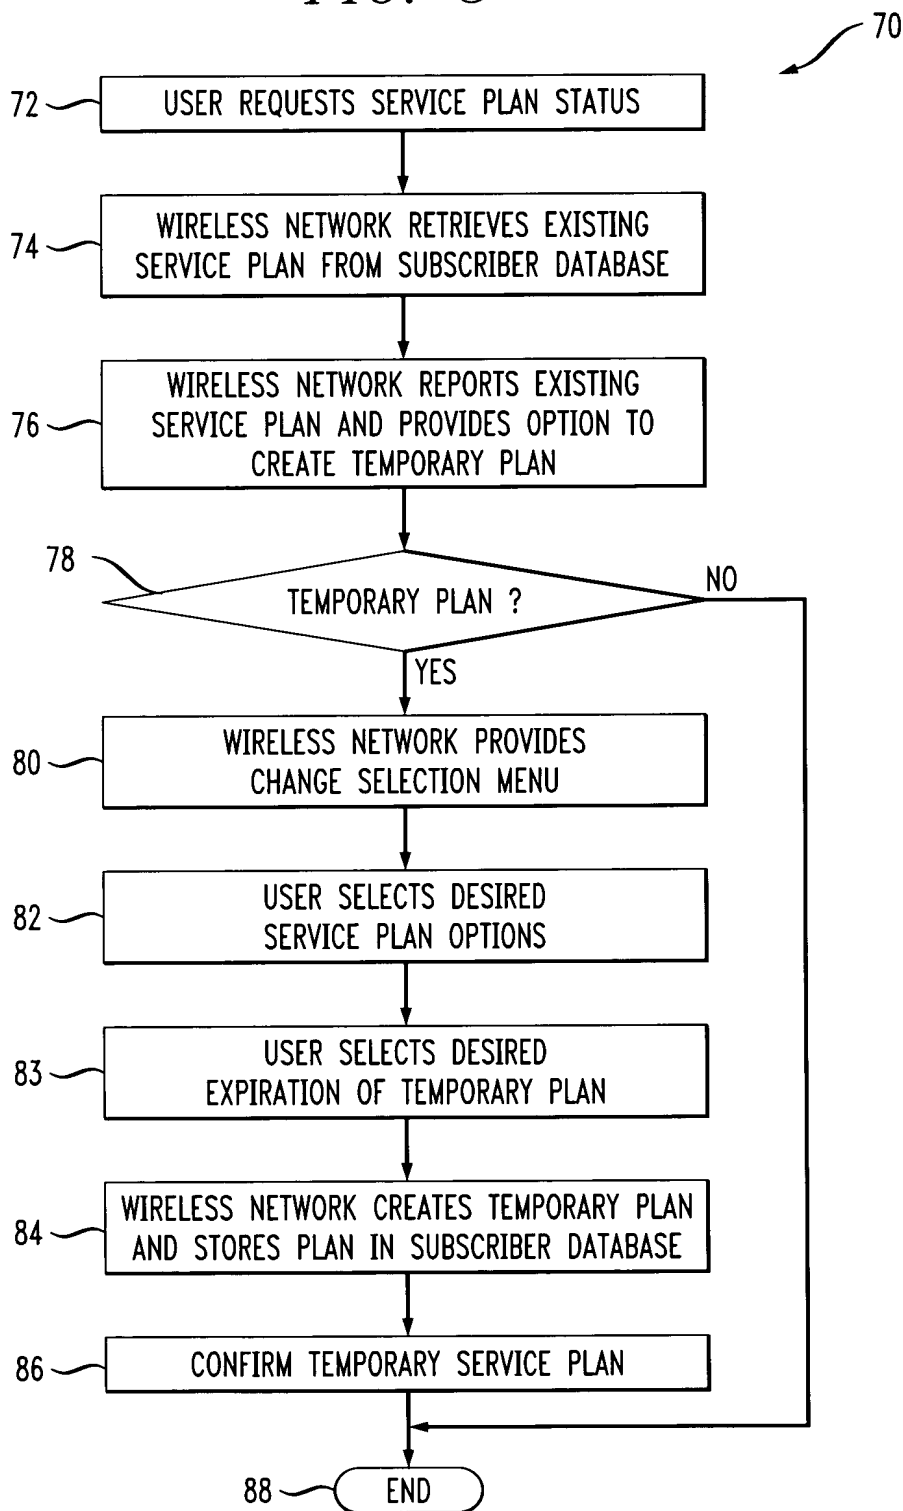 70
72
USER REQUESTS SERVICE PLAN STATUS
74
WIRELESS NETWORK RETRIEVES EXISTING
SERVICE PLAN FROM SUBSCRIBER DATABASE
76
WIRELESS NETWORK REPORTS EXISTING
SERVICE PLAN AND PROVIDES OPTION TO
CREATE TEMPORARY PLAN
78
TEMPORARY PLAN ?
NO
YES
80
WIRELESS NETWORK PROVIDES
CHANGE SELECTION MENU
82
USER SELECTS DESIRED
SERVICE PLAN OPTIONS
83
USER SELECTS DESIRED
EXPIRATION OF TEMPORARY PLAN
84
WIRELESS NETWORK CREATES TEMPORARY PLAN
AND STORES PLAN IN SUBSCRIBER DATABASE
86
CONFIRM TEMPORARY SERVICE PLAN
88
END